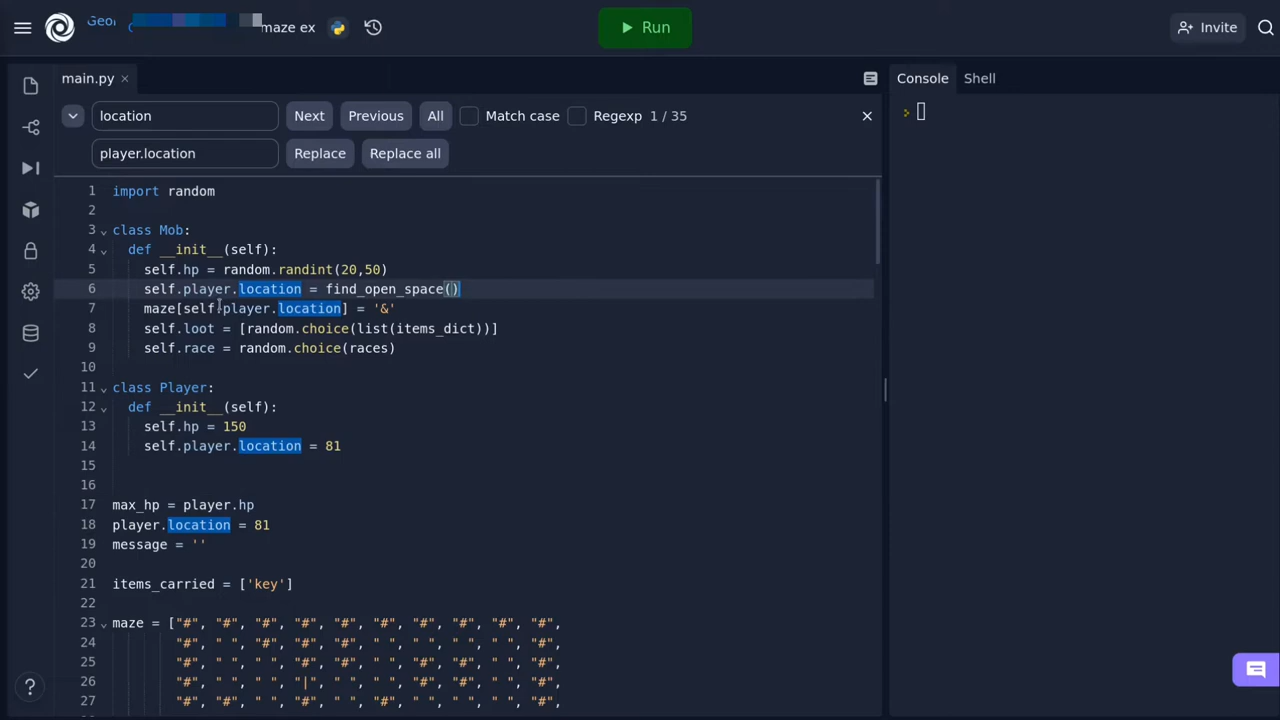 Geor
maze ex
Run
Invite
main.py ×
Console
Shell
location
Next
Previous
All
Match case
Regexp
1 / 35
player.location
Replace
Replace all
1 import random
2
3 class Mob:
4 def __init__(self):
5 self.hp = random.randint(20,50)
6 self.player.location = find_open_space()
7 maze[self.player.location] = '&'
8 self.loot = [random.choice(list(items_dict))]
9 self.race = random.choice(races)
10
11 class Player:
12 def __init__(self):
13 self.hp = 150
14 self.player.location = 81
15
16
17 max_hp = player.hp
18 player.location = 81
19 message = ''
20
21 items_carried = ['key']
22
23 maze = ["#", "#", "#", "#", "#", "#", "#", "#", "#", "#",
24 "#", " ", "#", "#", "#", " ", " ", " ", " ", "#",
25 "#", " ", " ", "#", "#", " ", "#", "#", " ", "#",
26 "#", " ", " ", "|", " ", " ", "#", "#", " ", "#",
27 "#", "#", " ", "#", " ", "#", " ", " ", " ", "#",